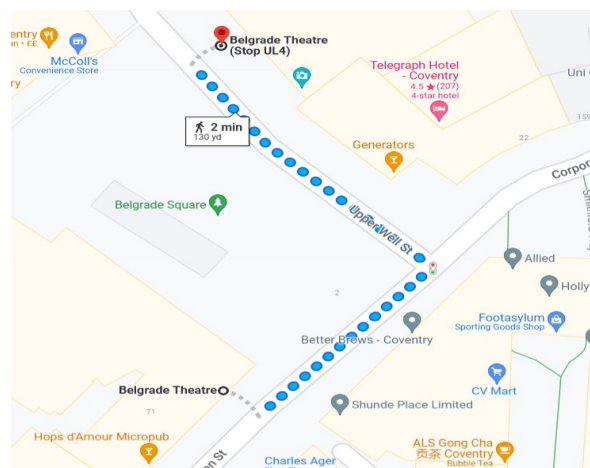 entry
n · ££
McColl's
Convenience Store
Belgrade Theatre
(Stop UL4)
Telegraph Hotel
- Coventry
4.5 ★ (207)
4-star hotel
Uni
159
22
2 min
130 yd
Generators
Corpor
Belgrade Square
Upper Well St
Allied
Holly
2
Footasylum
Sporting Goods Shop
Better Brows - Coventry
CV Mart
Belgrade Theatre
Shunde Place Limited
71
Hops d'Amour Micropub
on St
Charles Ager
ALS Gong Cha
贡茶 Coventry
Bubble Tea